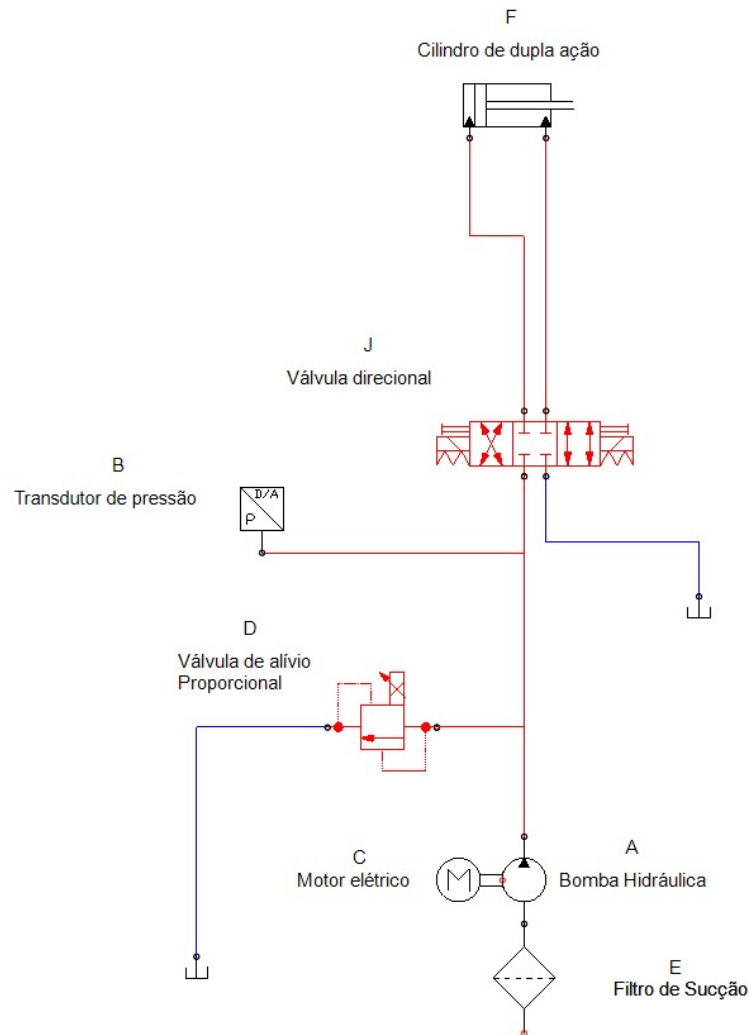 F
Cilindro de dupla ação
J
Válvula direcional
B
Transdutor de pressão
D/A
P
D
Válvula de alívio
Proporcional
C
Motor elétrico
M
A
Bomba Hidráulica
E
Filtro de Sucção